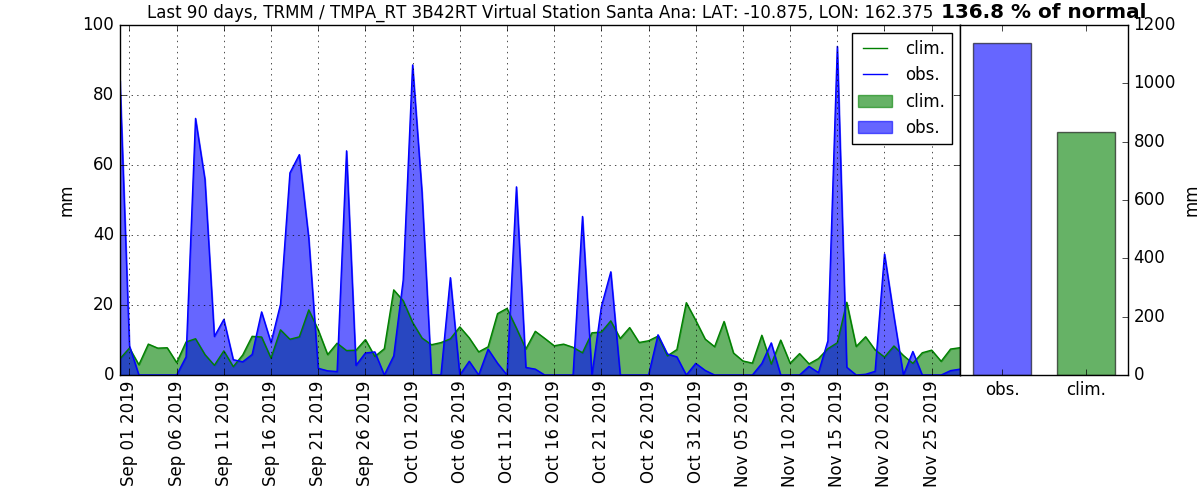 Last 90 days, TRMM / TMPA_RT 3B42RT Virtual Station Santa Ana: LAT: -10.875, LON: 162.375 136.8 % of normal
100
80
60
40
20
0
mm
clim.
obs.
clim.
obs.
Sep 01 2019
Sep 06 2019
Sep 11 2019
Sep 16 2019
Sep 21 2019
Sep 26 2019
Oct 01 2019
Oct 06 2019
Oct 11 2019
Oct 16 2019
Oct 21 2019
Oct 26 2019
Oct 31 2019
Nov 05 2019
Nov 10 2019
Nov 15 2019
Nov 20 2019
Nov 25 2019
1200
1000
800
600
400
200
0
mm
obs.
clim.